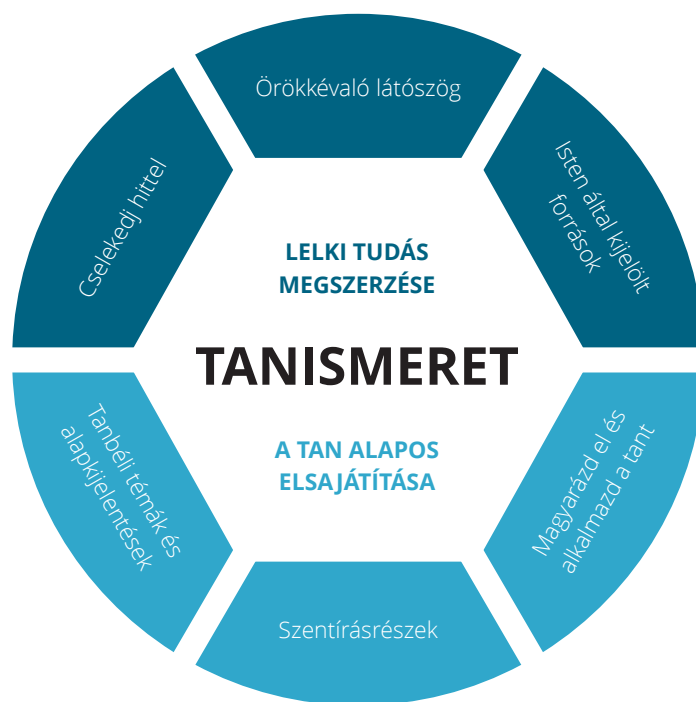 Örökkévaló látószög
Cselekedj hittel
Isten által kijelölt
források
LELKI TUDÁS
MEGSZERZÉSE
TANISMERET
A TAN ALAPOS
ELSAJÁTÍTÁSA
Tanbéli témák és
alapkijelentések
Magyarázd el és
alkalmazd a tant
Szentírásrészek